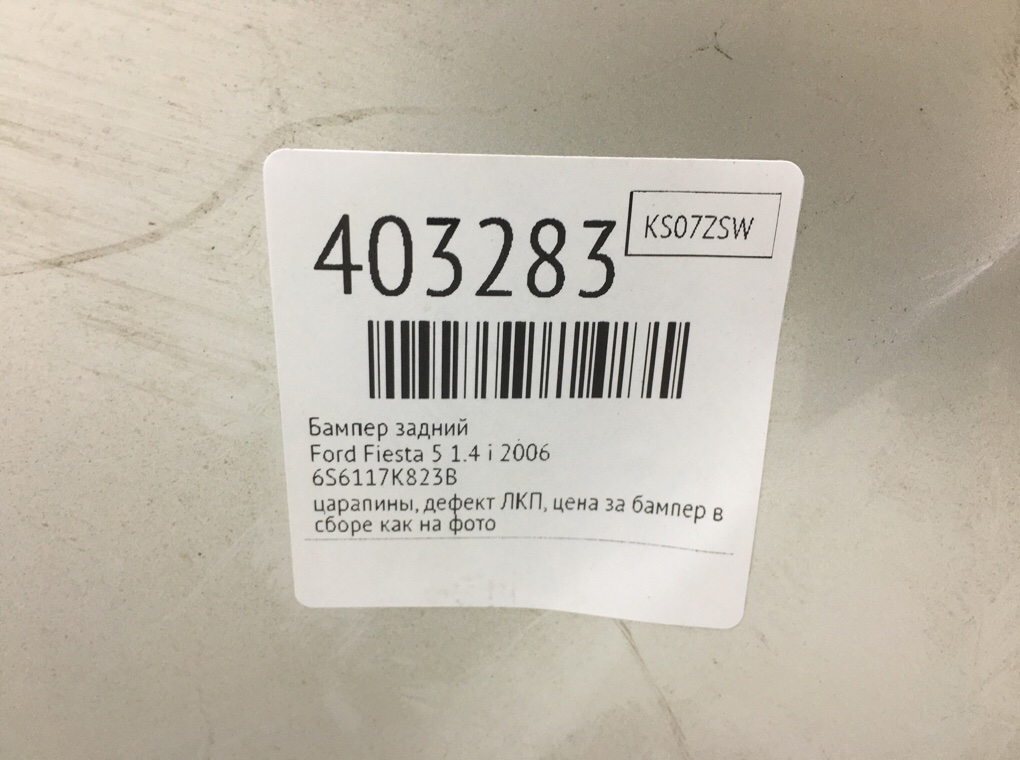 403283
KS07ZSW
Бампер задний
Ford Fiesta 5 1.4 i 2006
6S6117K823B
царапины, дефект ЛКП, цена за бампер в
сборе как на фото